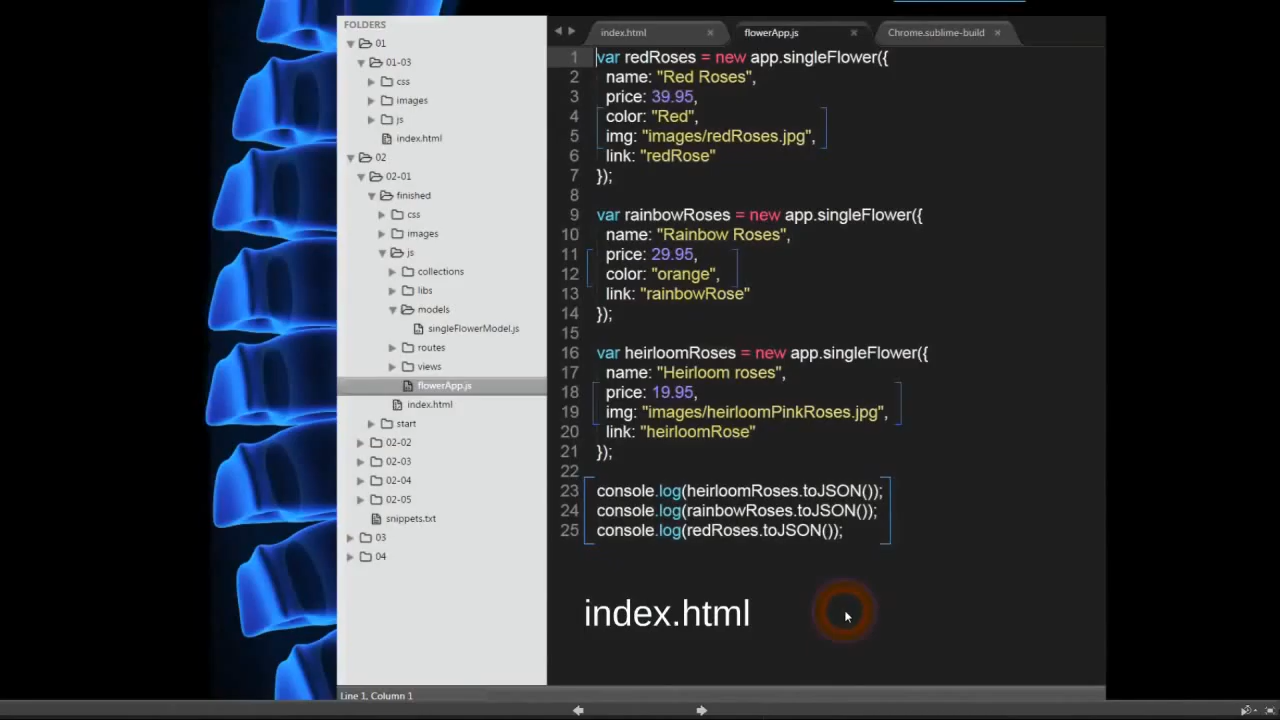 FOLDERS
01
01-03
css
images
js
index.html
02
02-01
finished
css
images
js
collections
libs
models
singleFlowerModel.js
routes
views
flowerApp.js
index.html
start
02-02
02-03
02-04
02-05
snippets.txt
03
04
index.html × flowerApp.js × Chrome.sublime-build ×
1 var redRoses = new app.singleFlower({
2 name: "Red Roses",
3 price: 39.95,
4 color: "Red",
5 img: "images/redRoses.jpg",
6 link: "redRose"
7 });
8
9 var rainbowRoses = new app.singleFlower({
10 name: "Rainbow Roses",
11 price: 29.95,
12 color: "orange",
13 link: "rainbowRose"
14 });
15
16 var heirloomRoses = new app.singleFlower({
17 name: "Heirloom roses",
18 price: 19.95,
19 img: "images/heirloomPinkRoses.jpg",
20 link: "heirloomRose"
21 });
22
23 console.log(heirloomRoses.toJSON());
24 console.log(rainbowRoses.toJSON());
25 console.log(redRoses.toJSON());
index.html
Line 1, Column 1